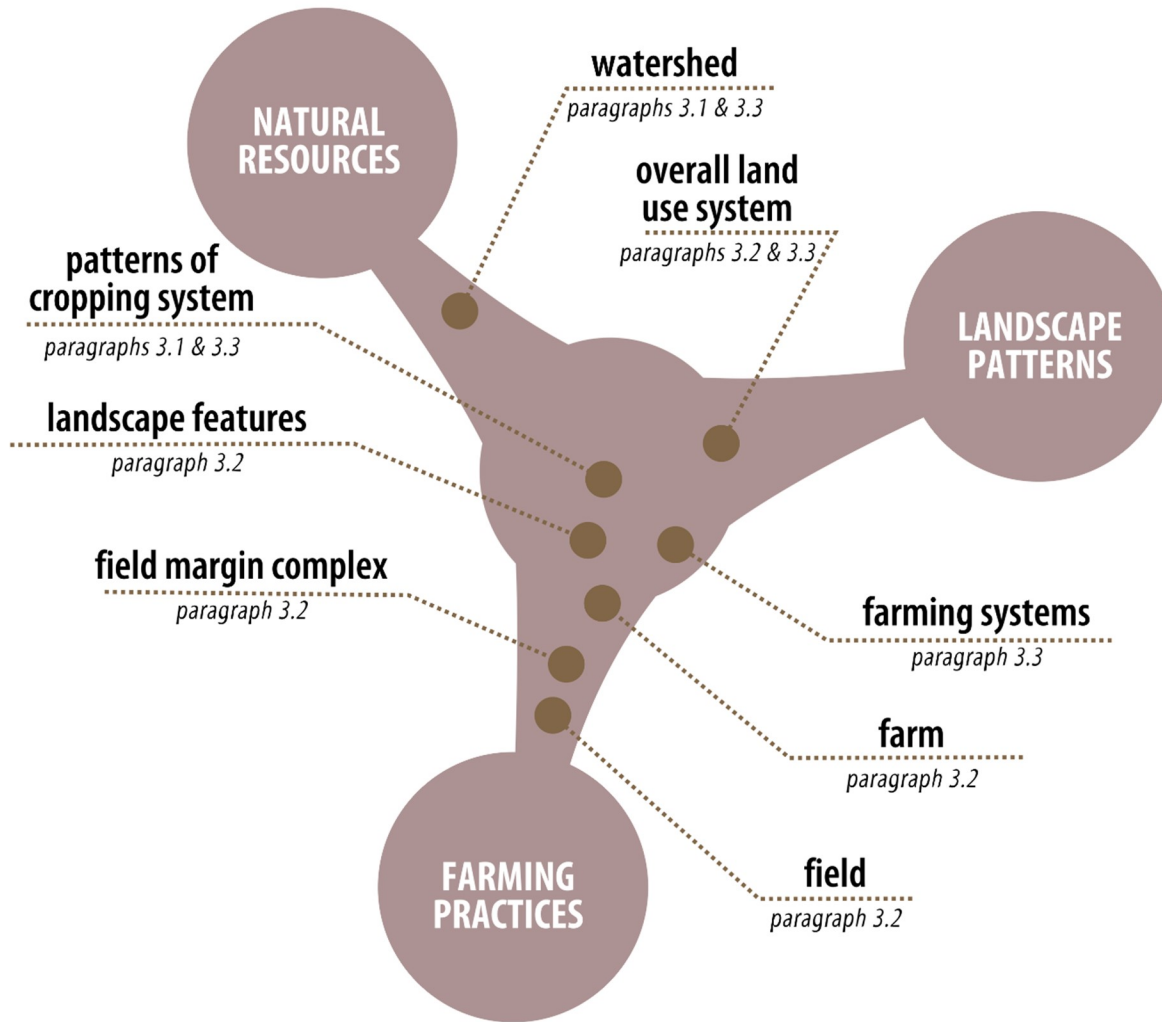 watershed
paragraphs 3.1 & 3.3
NATURAL
RESOURCES
overall land
use system
paragraphs 3.2 & 3.3
patterns of
cropping system
paragraphs 3.1 & 3.3
LANDSCAPE
PATTERNS
landscape features
paragraph 3.2
field margin complex
paragraph 3.2
farming systems
paragraph 3.3
farm
paragraph 3.2
FARMING
PRACTICES
field
paragraph 3.2